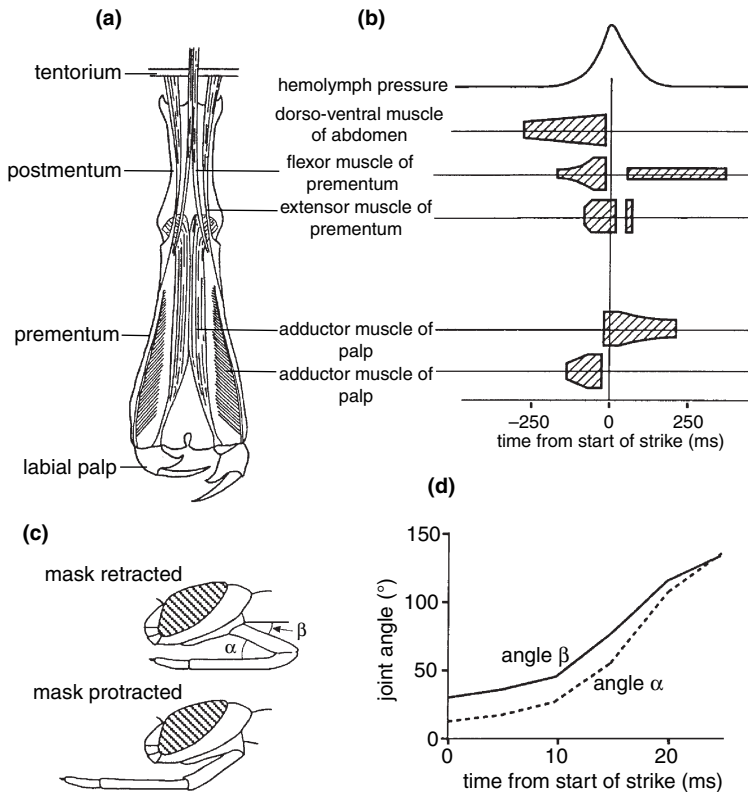 (a)
tentorium
postmentum
prementum
labial palp
(b)
hemolymph pressure
dorso-ventral muscle
of abdomen
flexor muscle of
prementum
extensor muscle of
prementum
adductor muscle of
palp
adductor muscle of
palp
−250
0
250
time from start of strike (ms)
(c)
mask retracted
β
α
mask protracted
(d)
150
100
50
0
joint angle (°)
angle β
angle α
0
10
20
time from start of strike (ms)